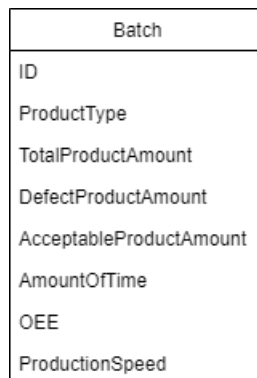 Batch
ID
ProductType
TotalProductAmount
DefectProductAmount
AcceptableProductAmount
AmountOfTime
OEE
ProductionSpeed